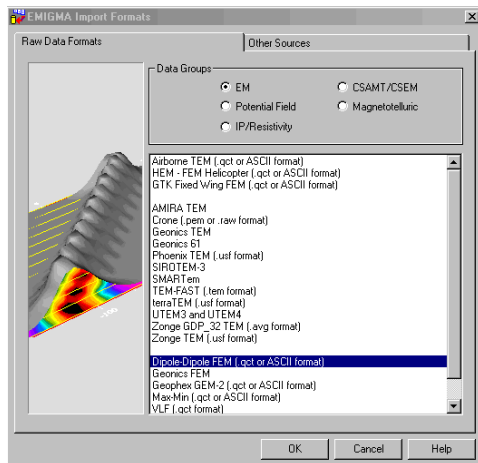 EMIGMA Import Formats
Raw Data Formats
Other Sources
Data Groups
EM
CSAMT/CSEM
Potential Field
Magnetotelluric
IP/Resistivity
Airborne TEM (.qct or ASCII format)
HEM - FEM Helicopter (.qct or ASCII format)
GTK Fixed Wing FEM (.qct or ASCII format)
AMIRA TEM
Crone (.pem or .raw format)
Geonics TEM
Geonics 61
Phoenix TEM (.usf format)
SIROTEM-3
SMARTem
TEM-FAST (.tem format)
terraTEM (.usf format)
UTEM3 and UTEM4
Zonge GDP_32 TEM (.avg format)
Zonge TEM (.usf format)
Dipole-Dipole FEM (.qct or ASCII format)
Geonics FEM
Geophex GEM-2 (.qct or ASCII format)
Max-Min (.qct or ASCII format)
VLF (.qct format)
-100
OK
Cancel
Help